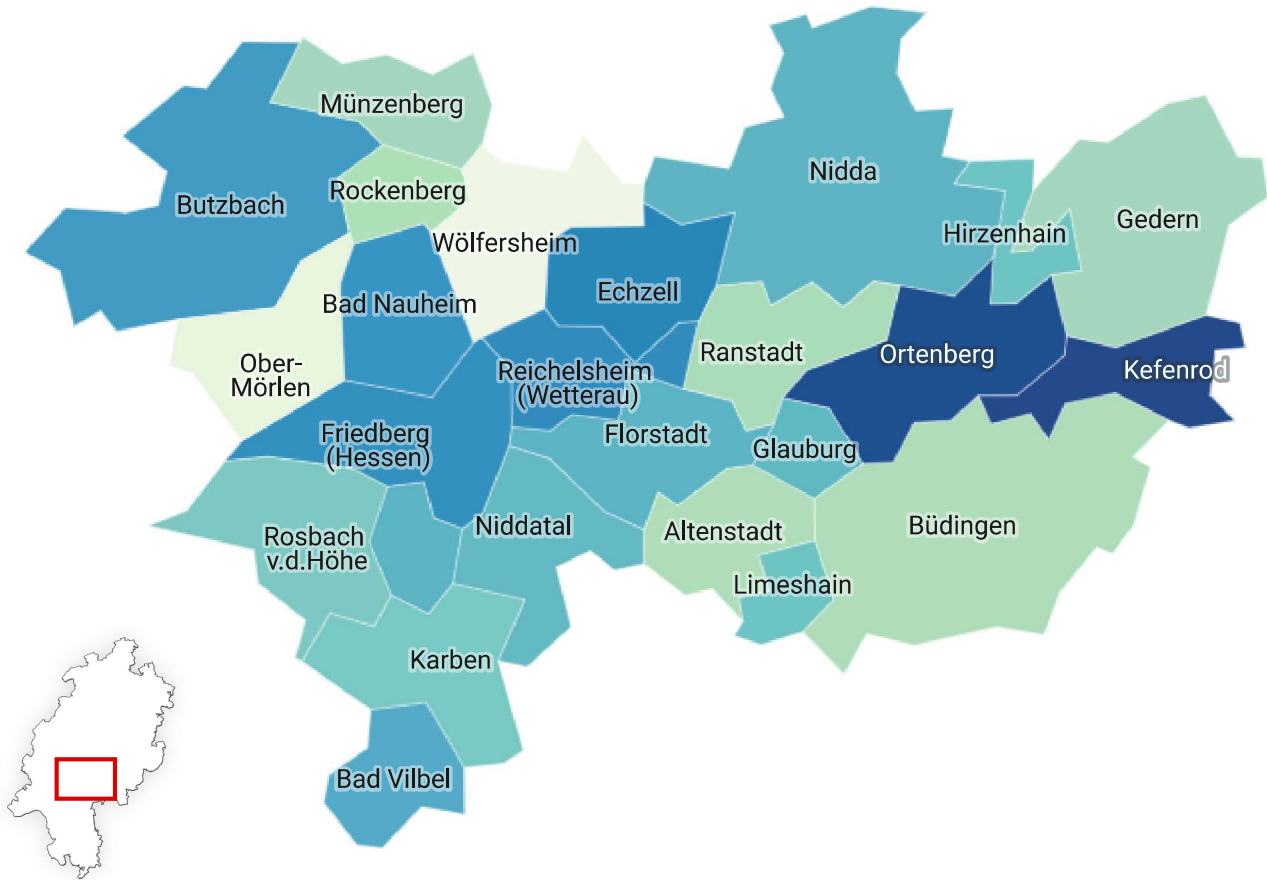 Münzenberg
Nidda
Rockenberg
Butzbach
Gedern
Hirzenhain
Wölfersheim
Echzell
Bad Nauheim
Ranstadt
Ortenberg
Ober-
Mörlen
Kefenrod
Reichelsheim
(Wetterau)
Friedberg
(Hessen)
Florstadt
Glauburg
Niddatal
Altenstadt
Büdingen
Rosbach
v.d.Höhe
Limeshain
Karben
Bad Vilbel